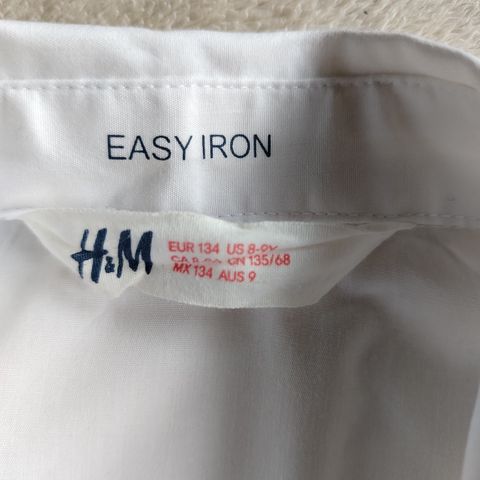 EASY IRON
H&M
EUR 134 US 8-9Y
CN 135/68
MX 134 AUS 9